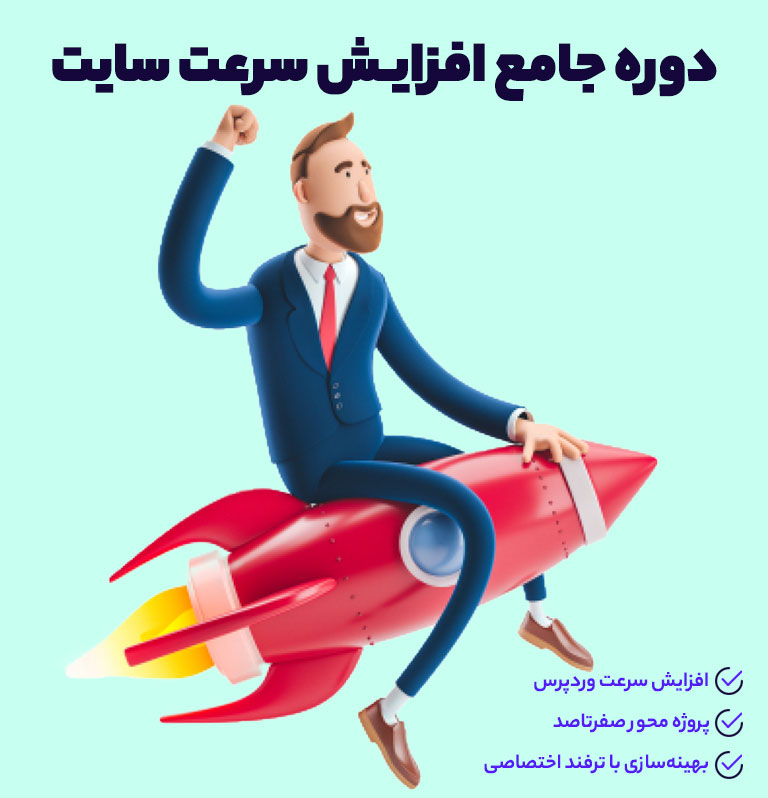 دوره جامع افزایش سرعت سایت
افزایش سرعت وردپرس
پروژه محور صفرتاصد
بهینه‌سازی با ترفند اختصاصی